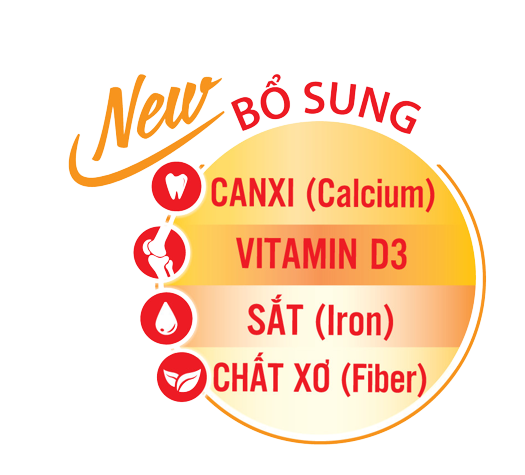 New
BỔ SUNG
CANXI (Calcium)
VITAMIN D3
SẮT (Iron)
CHẤT XƠ (Fiber)